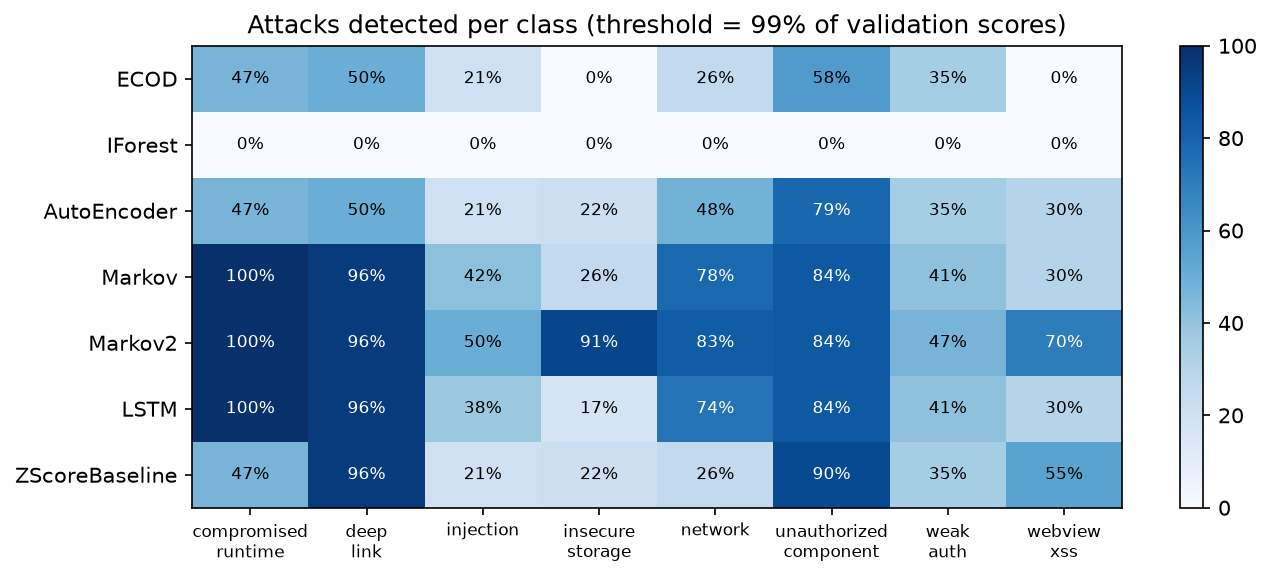 Attacks detected per class (threshold = 99% of validation scores)
ECOD 47% 50% 21% 0% 26% 58% 35% 0%
IForest 0% 0% 0% 0% 0% 0% 0% 0%
AutoEncoder 47% 50% 21% 22% 48% 79% 35% 30%
Markov 100% 96% 42% 26% 78% 84% 41% 30%
Markov2 100% 96% 50% 91% 83% 84% 47% 70%
LSTM 100% 96% 38% 17% 74% 84% 41% 30%
ZScoreBaseline 47% 96% 21% 22% 26% 90% 35% 55%
compromised deep injection insecure network unauthorized weak webview
runtime link storage component auth xss
100
80
60
40
20
0